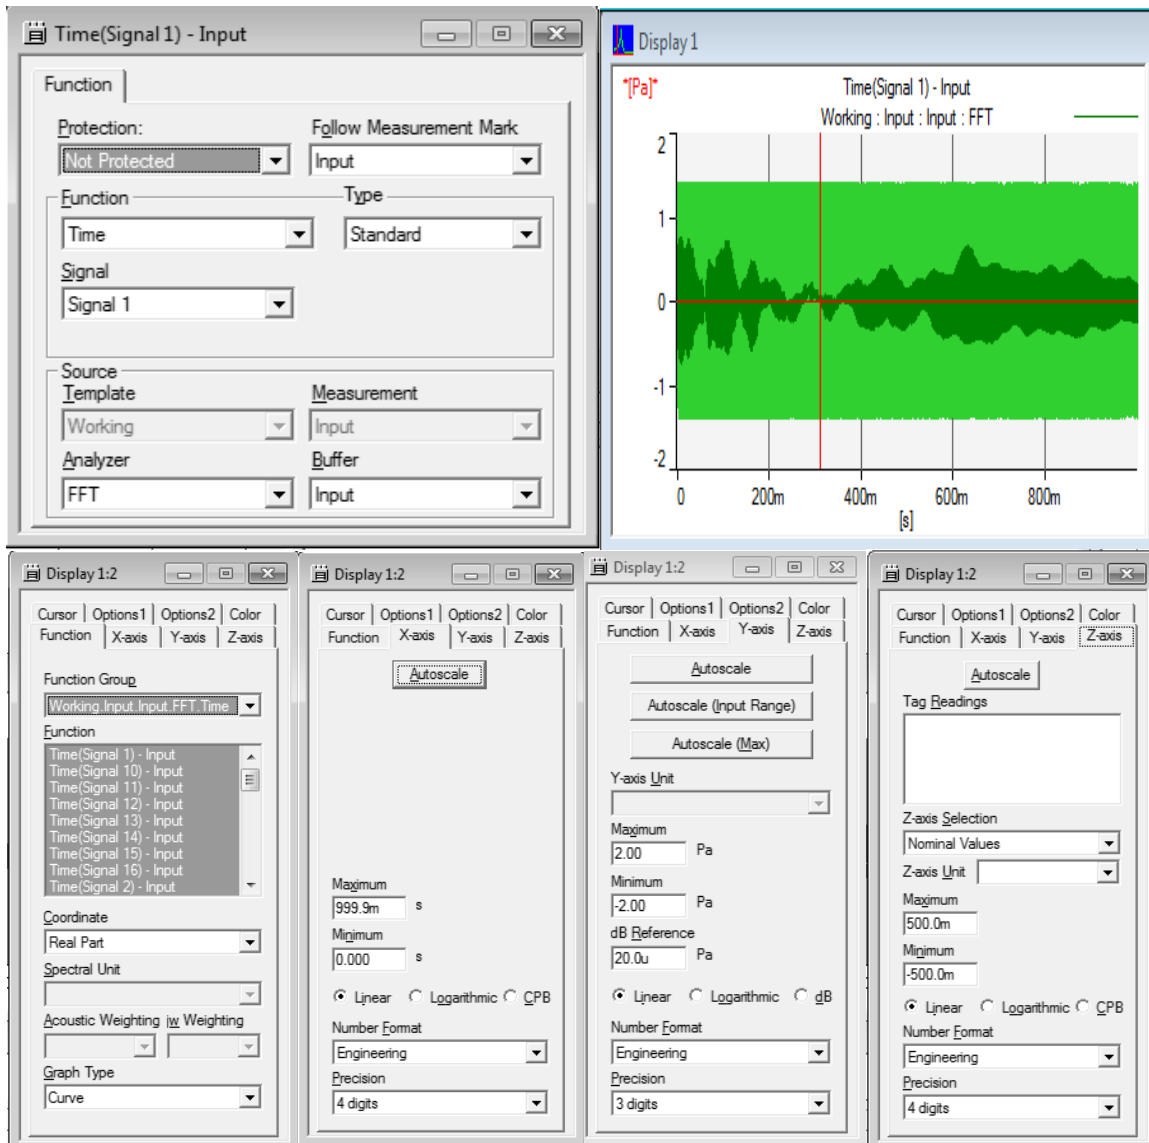 Time(Signal 1) - Input
Function
Protection:
Follow Measurement Mark
Not Protected
Input
Function
Type
Time
Standard
Signal
Signal 1
Source
Template
Measurement
Working
Input
Analyzer
Buffer
FFT
Input
Display 1
*[Pa]*
Time(Signal 1) - Input
Working : Input : Input : FFT
2
1
0
-1
-2
0 200m 400m 600m 800m
[s]
Display 1:2
Cursor Options1 Options2 Color
Function X-axis Y-axis Z-axis
Function Group
Working.Input.Input.FFT.Time
Function
Time(Signal 1) - Input
Time(Signal 10) - Input
Time(Signal 11) - Input
Time(Signal 12) - Input
Time(Signal 13) - Input
Time(Signal 14) - Input
Time(Signal 15) - Input
Time(Signal 16) - Input
Time(Signal 2) - Input
Coordinate
Real Part
Spectral Unit
Acoustic Weighting jw Weighting
Graph Type
Curve
Display 1:2
Cursor Options1 Options2 Color
Function X-axis Y-axis Z-axis
Autoscale
Maximum
999.9m s
Minimum
0.000 s
Linear Logarithmic CPB
Number Format
Engineering
Precision
4 digits
Display 1:2
Cursor Options1 Options2 Color
Function X-axis Y-axis Z-axis
Autoscale
Autoscale (Input Range)
Autoscale (Max)
Y-axis Unit
Maximum
2.00 Pa
Minimum
-2.00 Pa
dB Reference
20.0u Pa
Linear Logarithmic dB
Number Format
Engineering
Precision
3 digits
Display 1:2
Cursor Options1 Options2 Color
Function X-axis Y-axis Z-axis
Autoscale
Tag Readings
Z-axis Selection
Nominal Values
Z-axis Unit
Maximum
500.0m
Minimum
-500.0m
Linear Logarithmic CPB
Number Format
Engineering
Precision
4 digits